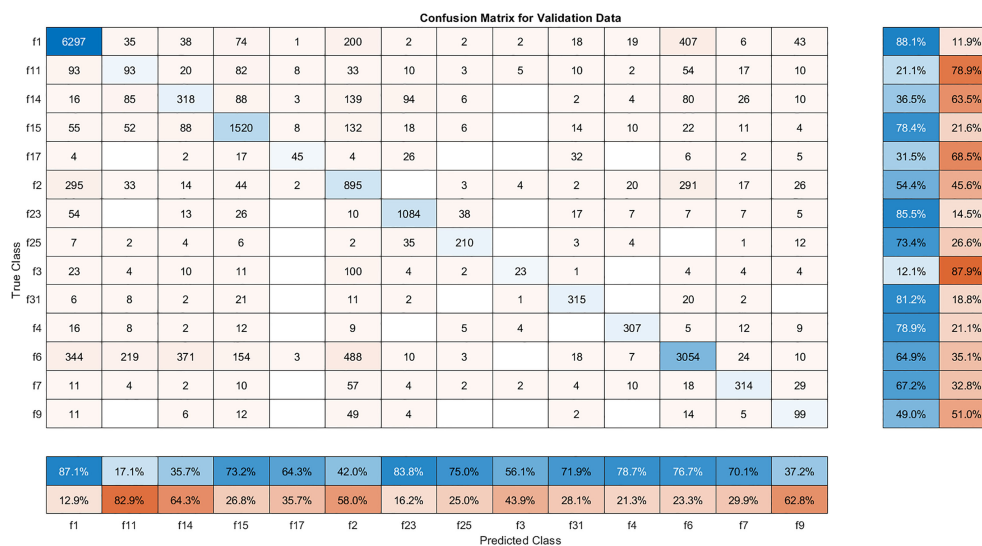 Confusion Matrix for Validation Data
f1 6297 35 38 74 1 200 2 2 2 18 19 407 6 43 88.1% 11.9%
f11 93 93 20 82 8 33 10 3 5 10 2 54 17 10 21.1% 78.9%
f14 16 85 318 88 3 139 94 6 2 4 80 26 10 36.5% 63.5%
f15 55 52 88 1520 8 132 18 6 14 10 22 11 4 78.4% 21.6%
f17 4 2 17 45 4 26 32 6 2 5 31.5% 68.5%
f2 295 33 14 44 2 895 3 4 2 20 291 17 26 54.4% 45.6%
f23 54 13 26 10 1084 38 17 7 7 7 5 85.5% 14.5%
f25 7 2 4 6 2 35 210 3 4 1 12 73.4% 26.6%
f3 23 4 10 11 100 4 2 23 1 4 4 4 12.1% 87.9%
f31 6 8 2 21 11 2 1 315 20 2 81.2% 18.8%
f4 16 8 2 12 9 5 4 307 5 12 9 78.9% 21.1%
f6 344 219 371 154 3 488 10 3 18 7 3054 24 10 64.9% 35.1%
f7 11 4 2 10 57 4 2 2 4 10 18 314 29 67.2% 32.8%
f9 11 6 12 49 4 2 14 5 99 49.0% 51.0%
True Class
87.1% 17.1% 35.7% 73.2% 64.3% 42.0% 83.8% 75.0% 56.1% 71.9% 78.7% 76.7% 70.1% 37.2%
12.9% 82.9% 64.3% 26.8% 35.7% 58.0% 16.2% 25.0% 43.9% 28.1% 21.3% 23.3% 29.9% 62.8%
f1 f11 f14 f15 f17 f2 f23 f25 f3 f31 f4 f6 f7 f9
Predicted Class